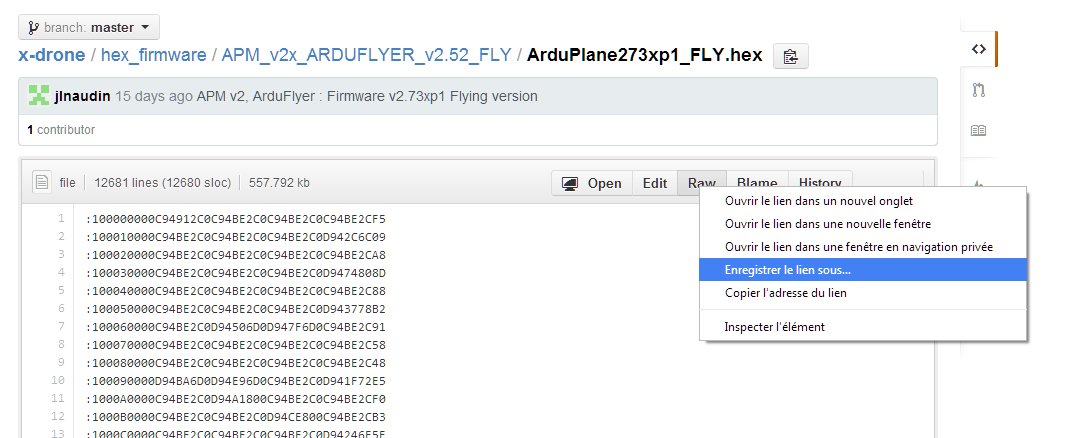 branch: master
x-drone / hex_firmware / APM_v2x_ARDUFLYER_v2.52_FLY / ArduPlane273xp1_FLY.hex
jlnaudin 15 days ago APM v2, ArduFlyer : Firmware v2.73xp1 Flying version
1 contributor
file 12681 lines (12680 sloc) 557.792 kb Open Edit Raw Blame History
Ouvrir le lien dans un nouvel onglet
Ouvrir le lien dans une nouvelle fenêtre
Ouvrir le lien dans une fenêtre en navigation privée
Enregistrer le lien sous...
Copier l'adresse du lien
Inspecter l'élément
1 :100000000C94912C0C94BE2C0C94BE2C0C94BE2CF5
2 :100010000C94BE2C0C94BE2C0C94BE2C0D942C6C09
3 :100020000C94BE2C0C94BE2C0C94BE2C0C94BE2CA8
4 :100030000C94BE2C0C94BE2C0C94BE2C0D9474808D
5 :100040000C94BE2C0C94BE2C0C94BE2C0C94BE2C88
6 :100050000C94BE2C0C94BE2C0C94BE2C0D943778B2
7 :100060000C94BE2C0D94506D0D947F6D0C94BE2C91
8 :100070000C94BE2C0C94BE2C0C94BE2C0C94BE2C58
9 :100080000C94BE2C0C94BE2C0C94BE2C0C94BE2C48
10 :100090000D94BA6D0D94E96D0C94BE2C0D941F72E5
11 :1000A0000C94BE2C0D94A1800C94BE2C0C94BE2CF0
12 :1000B0000C94BE2C0C94BE2C0D94CE800C94BE2CB3
13 :1000C0000C94BE2C0C94BE2C0C94BE2C0D94246E5E